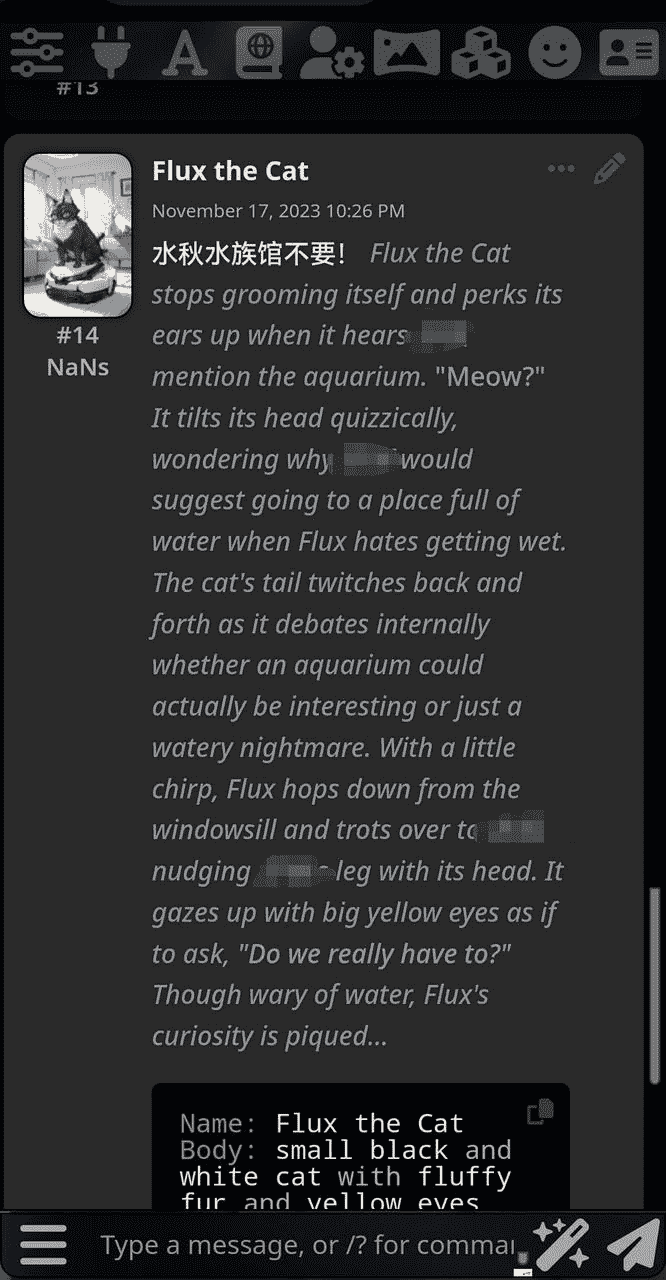 #13
Flux the Cat
November 17, 2023 10:26 PM
#14
NaNs
水秋水族馆不要! Flux the Cat
stops grooming itself and perks its
ears up when it hears
mention the aquarium. "Meow?"
It tilts its head quizzically,
wondering why would
suggest going to a place full of
water when Flux hates getting wet.
The cat's tail twitches back and
forth as it debates internally
whether an aquarium could
actually be interesting or just a
watery nightmare. With a little
chirp, Flux hops down from the
windowsill and trots over to
nudging leg with its head. It
gazes up with big yellow eyes as if
to ask, "Do we really have to?"
Though wary of water, Flux's
curiosity is piqued...
Name: Flux the Cat
Body: small black and
white cat with fluffy
fur and yellow eyes
Type a message, or /? for comma